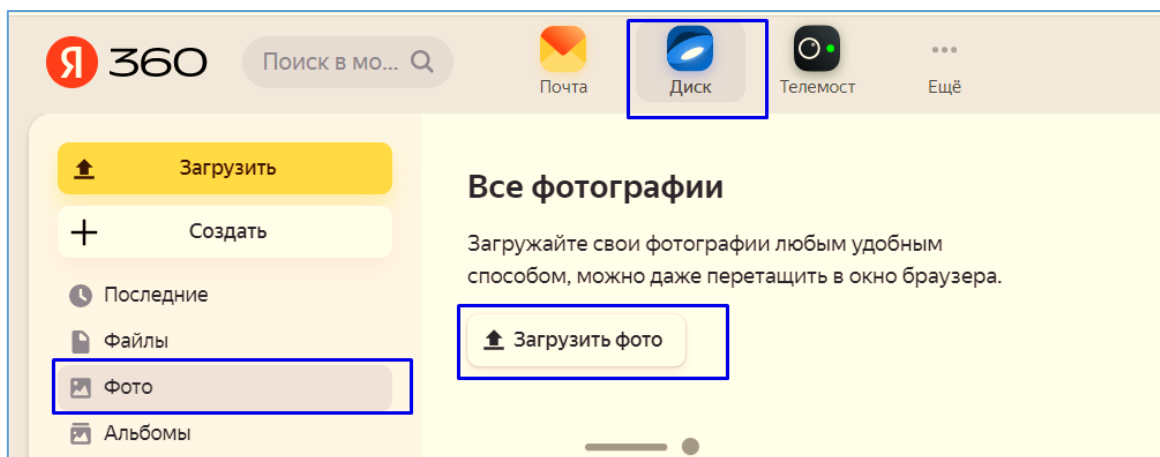 Я 360
Поиск в мо...
Почта
Диск
Телемост
Ещё
Загрузить
Создать
Последние
Файлы
Фото
Альбомы
Все фотографии
Загружайте свои фотографии любым удобным
способом, можно даже перетащить в окно браузера.
Загрузить фото